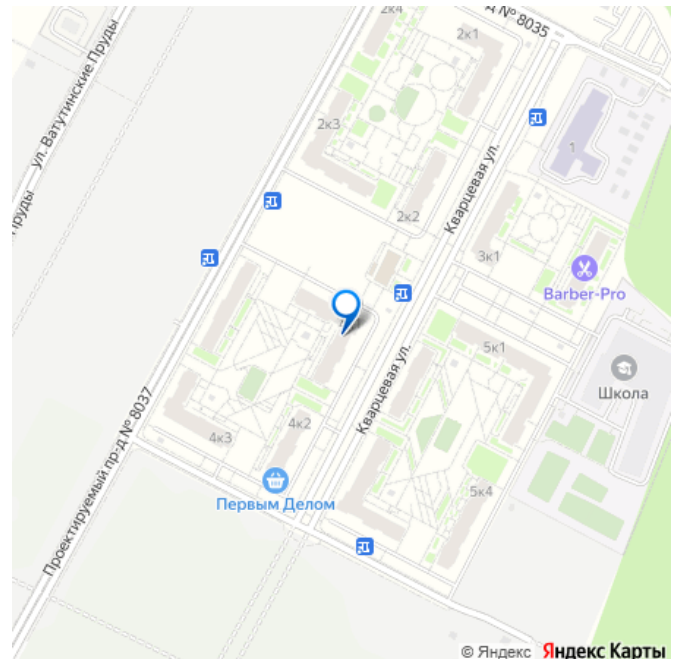 2к4
2к1
д № 8035
ул. Ватутинские Пруды
Пруды
2к3
1
2к2
Кварцевая ул.
3к1
Barber-Pro
5к1
Школа
Кварцевая ул.
4к2
4к3
Проектируемый пр-д № 8037
5к4
Первым Делом
© Яндекс Яндекс Карты